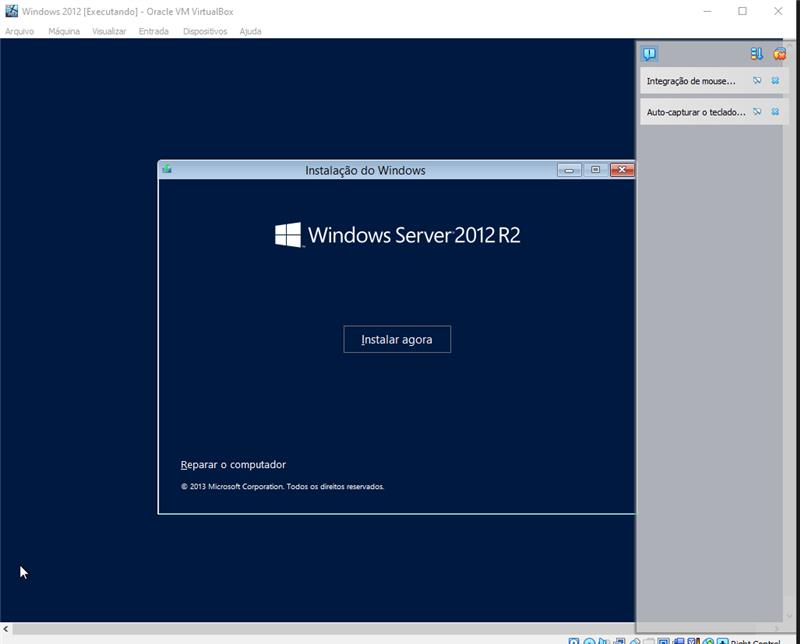 Windows 2012 [Executando] - Oracle VM VirtualBox
Arquivo Máquina Visualizar Entrada Dispositivos Ajuda
Integração de mouse...
Auto-capturar o teclado...
Instalação do Windows
Windows Server 2012 R2
Instalar agora
Reparar o computador
© 2013 Microsoft Corporation. Todos os direitos reservados.
Right Control